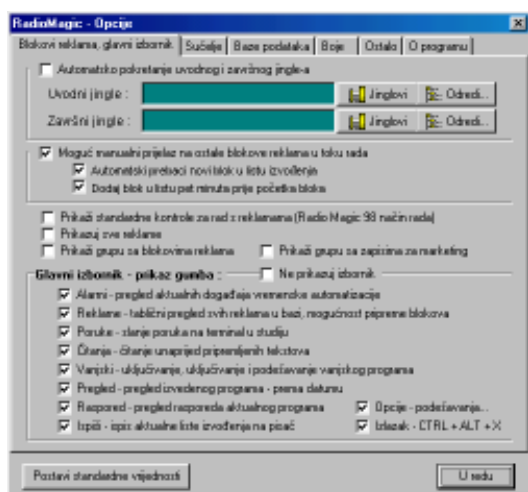 RadioMagic - Opcije
Blokovi reklama, glavni izbornik Sučelje Baze podataka Boje Ostalo O programu
Automatsko pokretanje uvodnog i završnog jingle-a
Uvodni jingle : Jinglovi Odredi...
Završni jingle : Jinglovi Odredi...
Moguć manualni prijelaz na ostale blokove reklama u toku rada
Automatski prebaci novi blok u listu izvođenja
Dodaj blok u listu pet minuta prije početka bloka
Prikaži standardne kontrole za rad s reklamama (Radio Magic 98 način rada)
Prikazuj sve reklame
Prikaži grupu sa blokovima reklama Prikaži grupu sa zapisima za marketing
Glavni izbornik - prikaz gumba : Ne prikazuj izbornik
Alarmi - pregled aktualnih događaja vremenske automatizacije
Reklame - tablični pregled svih reklama u bazi, mogućnost pripreme blokova
Poruke - slanje poruka na terminal u studiju
Čitanja - čitanje unaprijed pripremljenih tekstova
Vanjski - uključivanje, uključivanje i podešavanje vanjskog programa
Pregled - pregled izvedenog programa - prema datumu
Raspored - pregled rasporeda aktualnog programa Opcije - podešavanja...
Ispiši - ispis aktualne liste izvođenja na pisač Izlazak - CTRL + ALT + X
Postavi standardne vrijednosti U redu